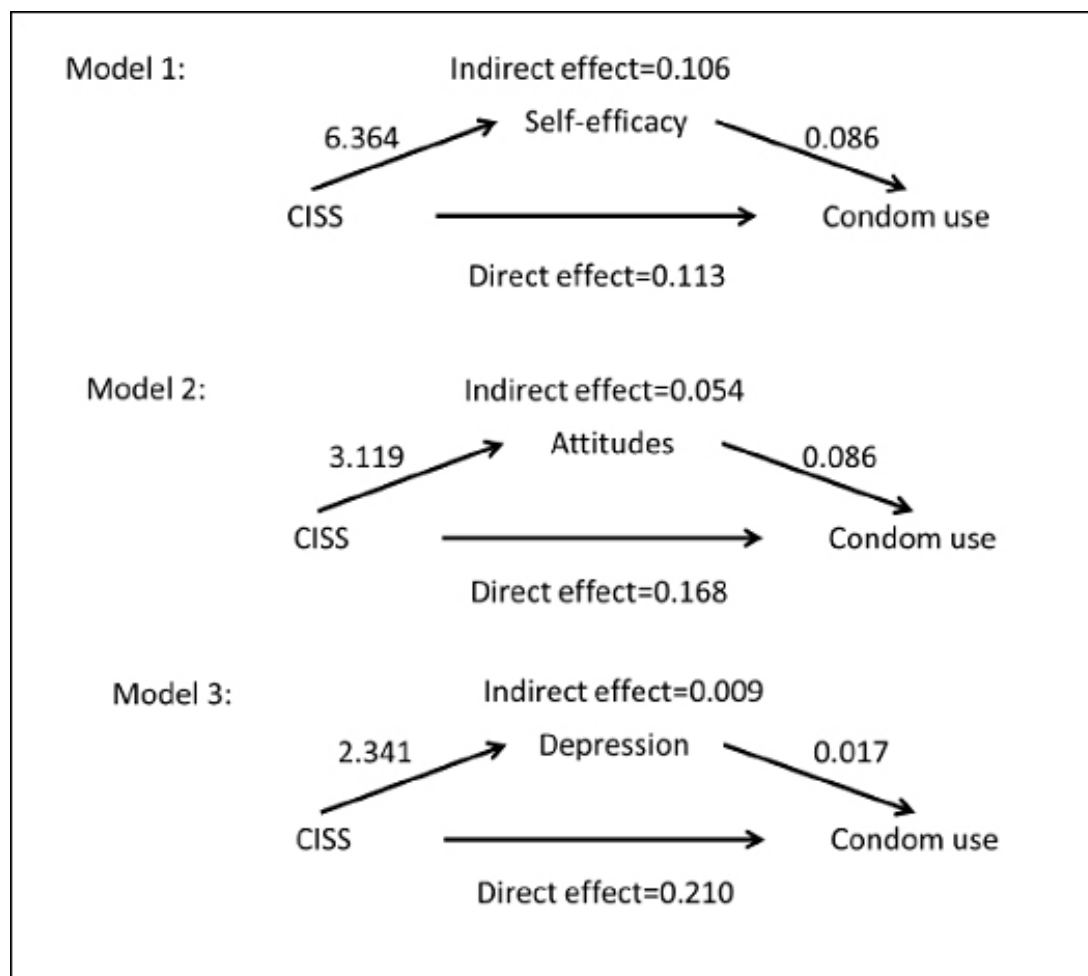 Model 1:
Indirect effect=0.106
6.364
Self-efficacy
0.086
CISS
Condom use
Direct effect=0.113
Model 2:
Indirect effect=0.054
3.119
Attitudes
0.086
CISS
Condom use
Direct effect=0.168
Model 3:
Indirect effect=0.009
2.341
Depression
0.017
CISS
Condom use
Direct effect=0.210